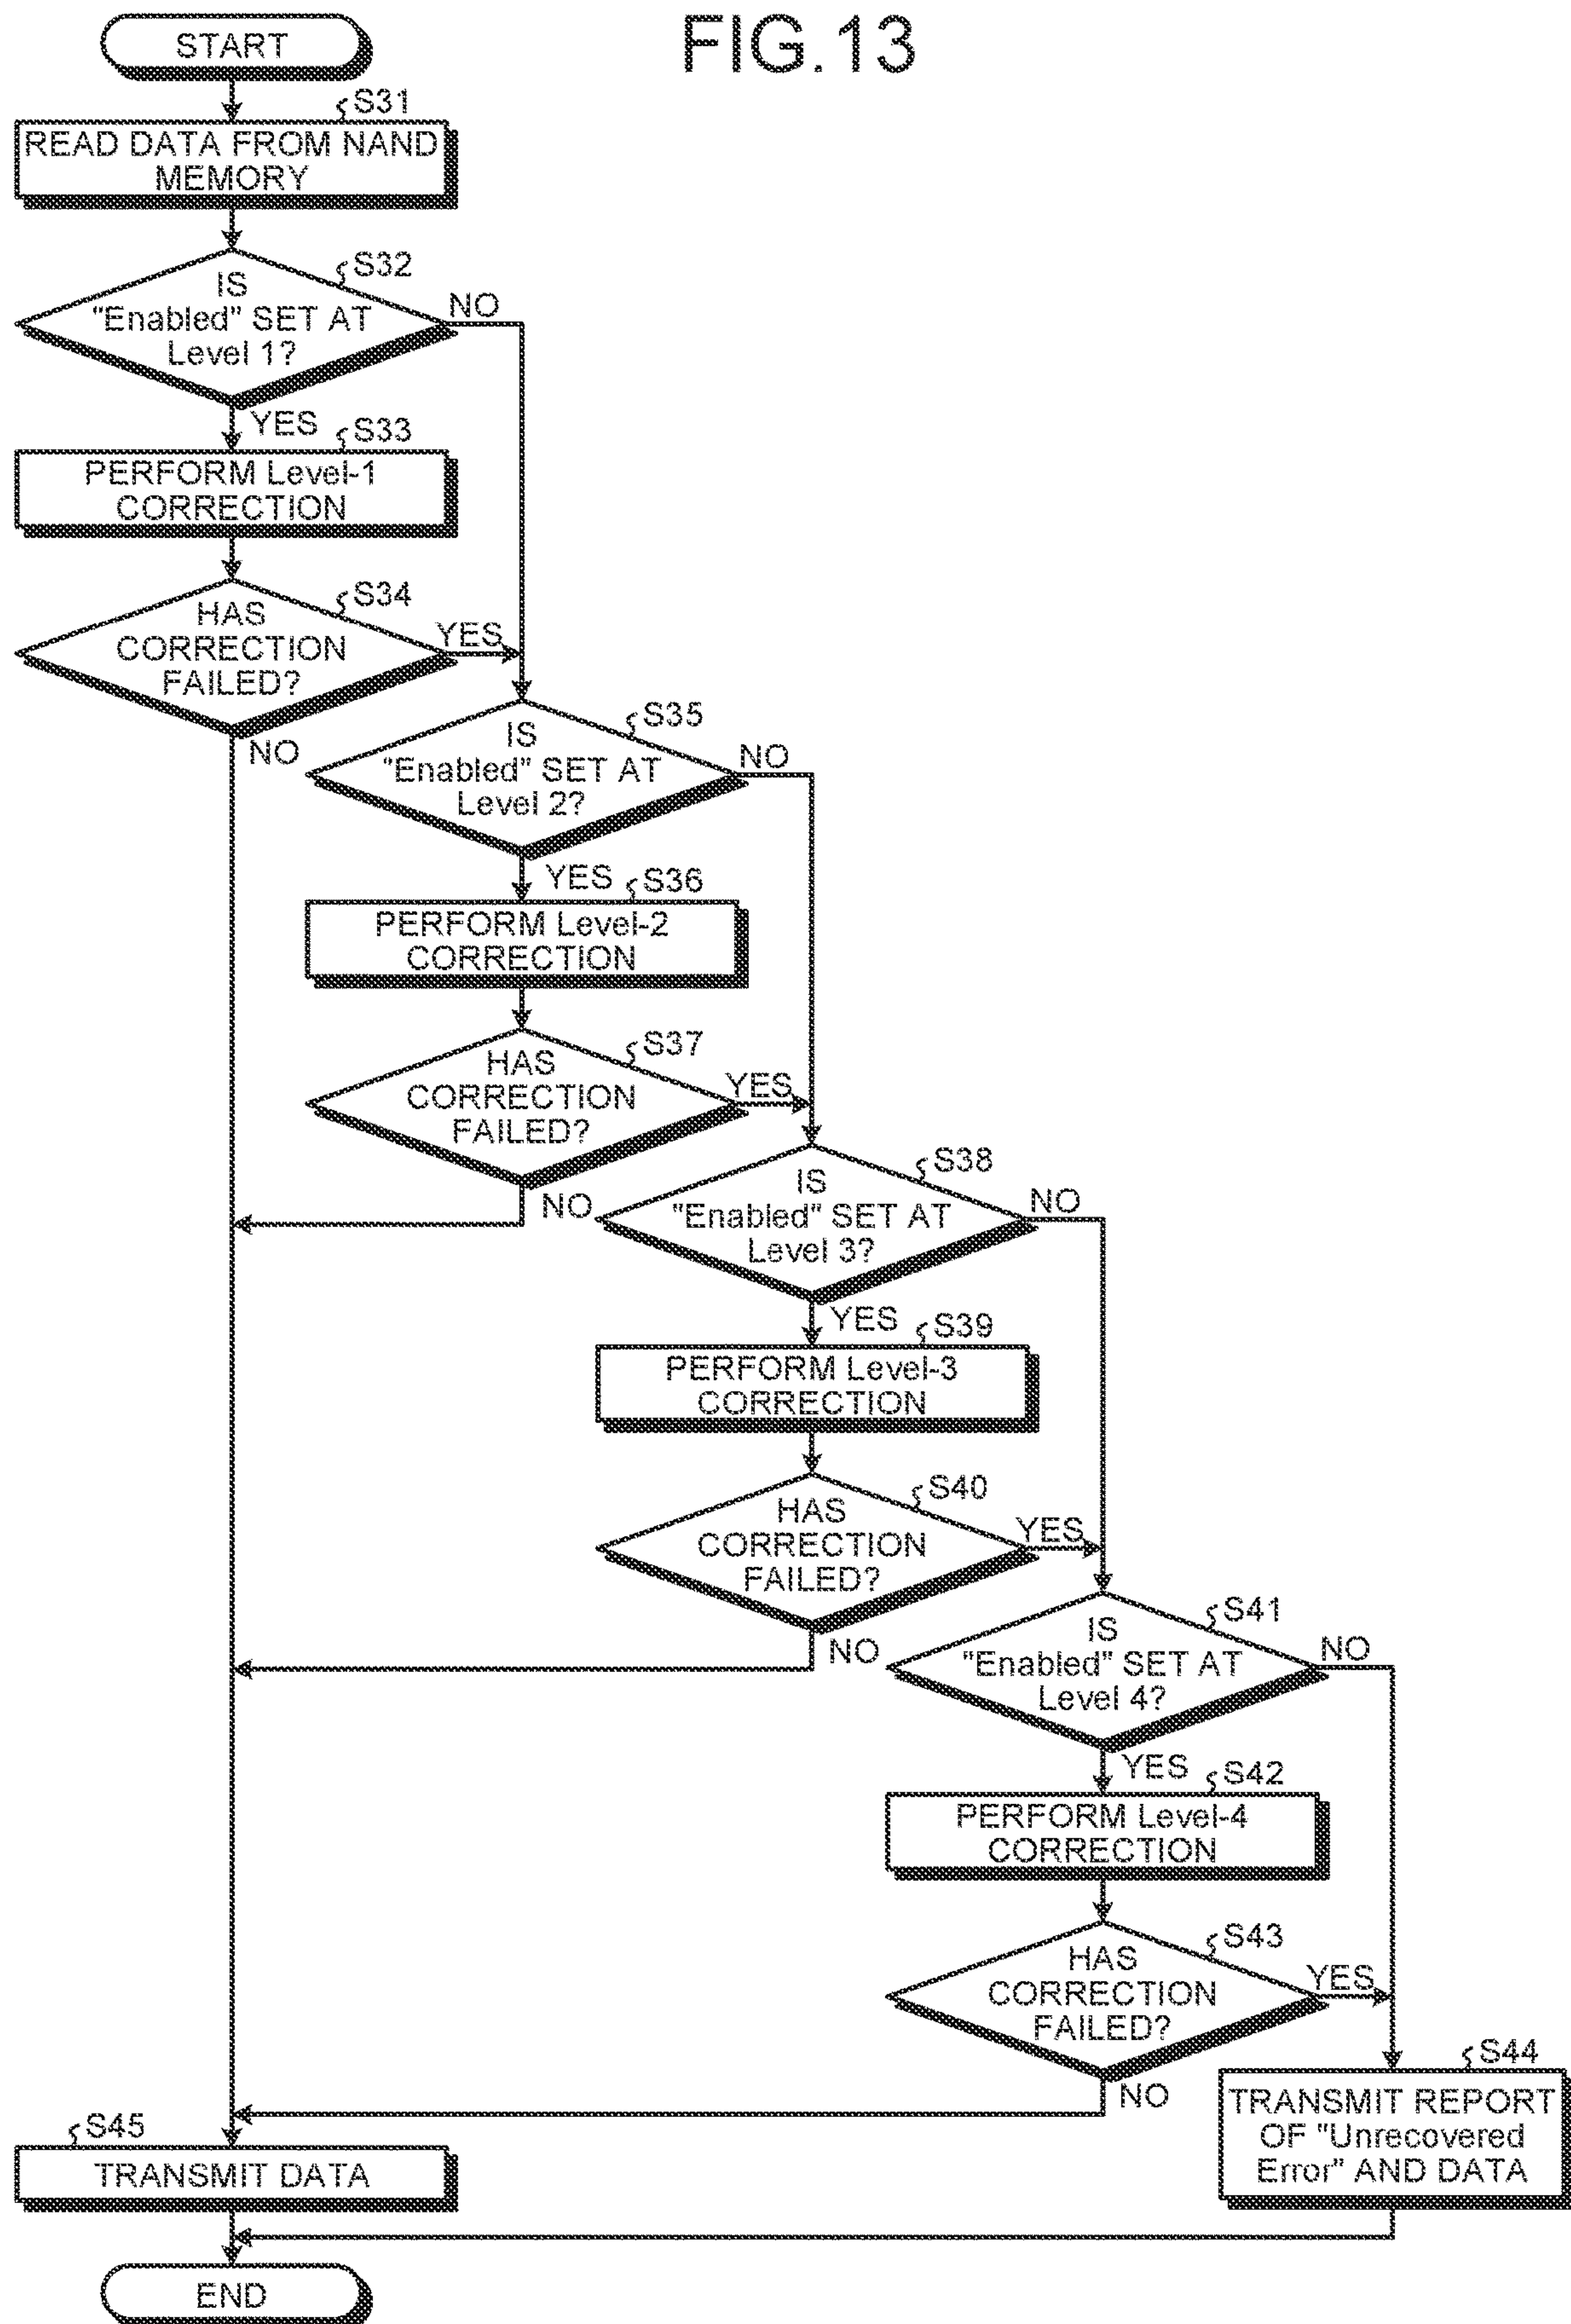 FIG.13
START
S31
READ DATA FROM NAND
MEMORY
S32
IS
"Enabled" SET AT
Level 1?
NO
YES
S33
PERFORM Level-1
CORRECTION
S34
HAS
CORRECTION
FAILED?
YES
NO
S35
IS
"Enabled" SET AT
Level 2?
NO
YES
S36
PERFORM Level-2
CORRECTION
S37
HAS
CORRECTION
FAILED?
YES
NO
S38
IS
"Enabled" SET AT
Level 3?
NO
YES
S39
PERFORM Level-3
CORRECTION
S40
HAS
CORRECTION
FAILED?
YES
NO
S41
IS
"Enabled" SET AT
Level 4?
NO
YES
S42
PERFORM Level-4
CORRECTION
S43
HAS
CORRECTION
FAILED?
YES
NO
S44
TRANSMIT REPORT
OF "Unrecovered
Error" AND DATA
S45
TRANSMIT DATA
END